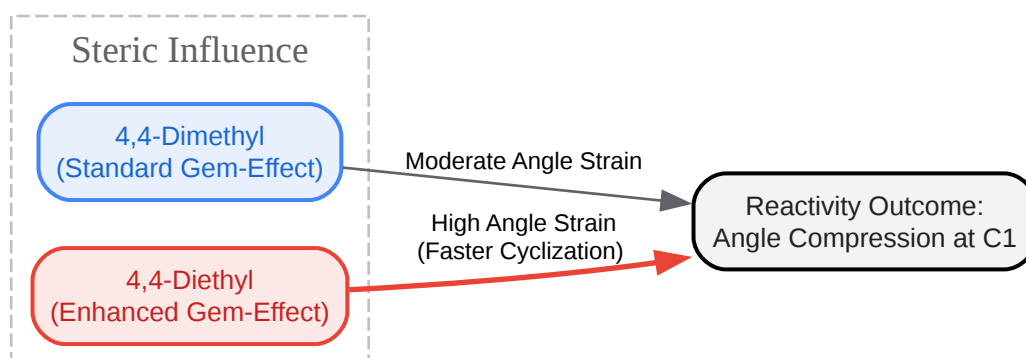 Steric Influence
4,4-Dimethyl
(Standard Gem-Effect)
Moderate Angle Strain
High Angle Strain
(Faster Cyclization)
4,4-Diethyl
(Enhanced Gem-Effect)
Reactivity Outcome:
Angle Compression at C1